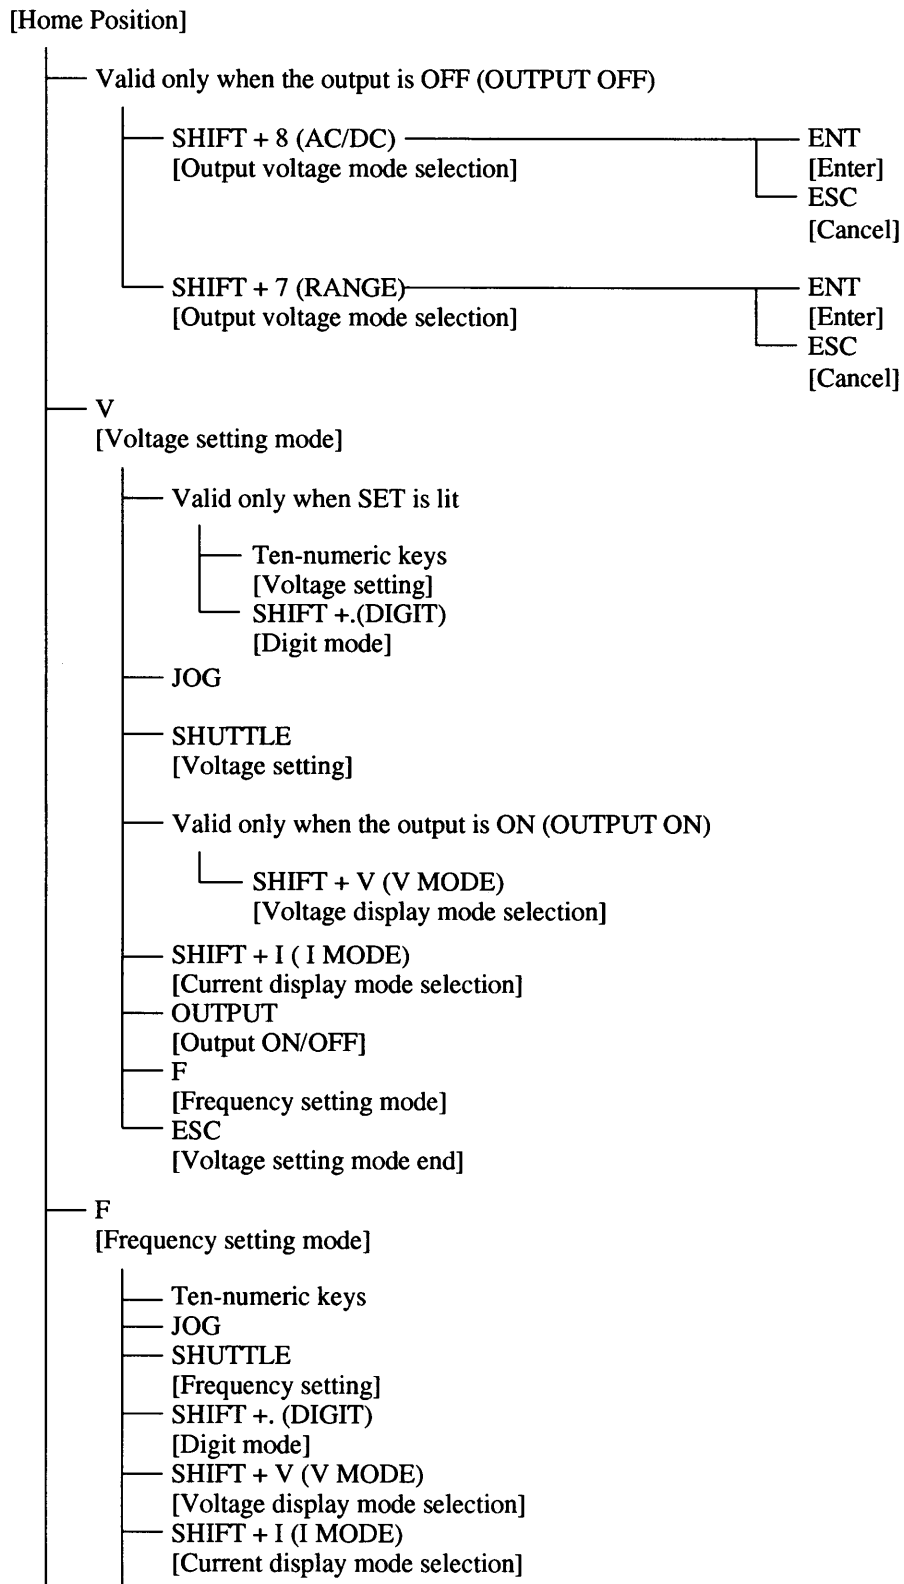 [Home Position]
Valid only when the output is OFF (OUTPUT OFF)
SHIFT + 8 (AC/DC) ENT
[Output voltage mode selection] [Enter]
ESC
[Cancel]
SHIFT + 7 (RANGE) ENT
[Output voltage mode selection] [Enter]
ESC
[Cancel]
V
[Voltage setting mode]
Valid only when SET is lit
Ten-numeric keys
[Voltage setting]
SHIFT +.(DIGIT)
[Digit mode]
JOG
SHUTTLE
[Voltage setting]
Valid only when the output is ON (OUTPUT ON)
SHIFT + V (V MODE)
[Voltage display mode selection]
SHIFT + I ( I MODE)
[Current display mode selection]
OUTPUT
[Output ON/OFF]
F
[Frequency setting mode]
ESC
[Voltage setting mode end]
F
[Frequency setting mode]
Ten-numeric keys
JOG
SHUTTLE
[Frequency setting]
SHIFT +. (DIGIT)
[Digit mode]
SHIFT + V (V MODE)
[Voltage display mode selection]
SHIFT + I (I MODE)
[Current display mode selection]